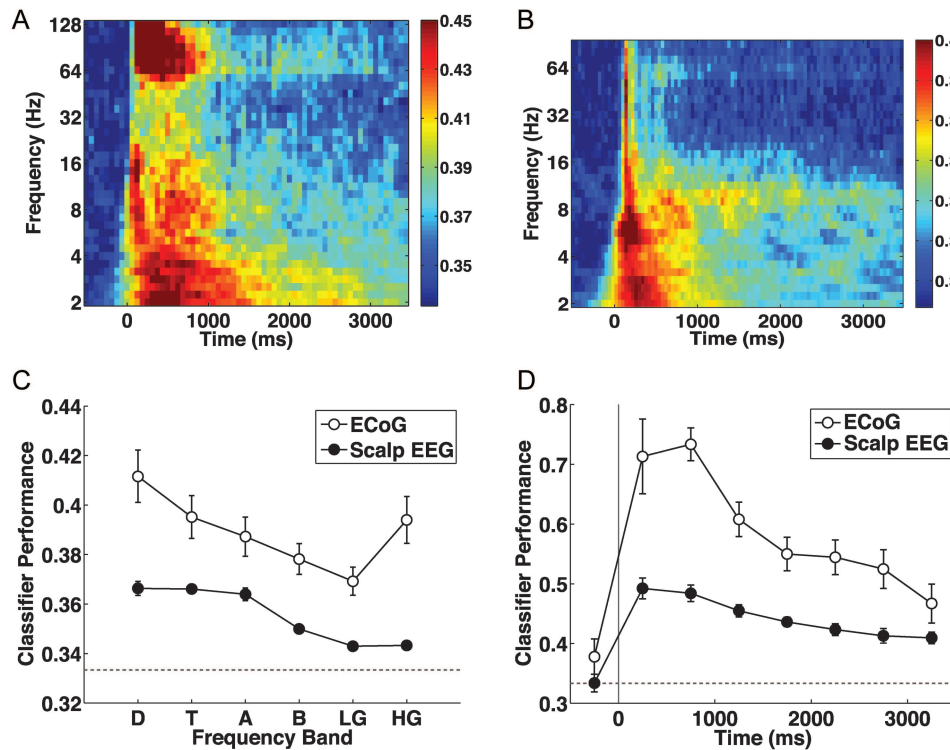 A
128
64
32
16
8
4
2
Frequency (Hz)
0
1000
2000
3000
Time (ms)
0.45
0.43
0.41
0.39
0.37
0.35
B
64
32
16
8
4
2
Frequency (Hz)
0
1000
2000
3000
Time (ms)
C
0.44
0.42
0.4
0.38
0.36
0.34
0.32
Classifier Performance
ECoG
Scalp EEG
D
T
A
B
LG
HG
Frequency Band
D
0.8
0.7
0.6
0.5
0.4
0.3
Classifier Performance
ECoG
Scalp EEG
0
1000
2000
3000
Time (ms)